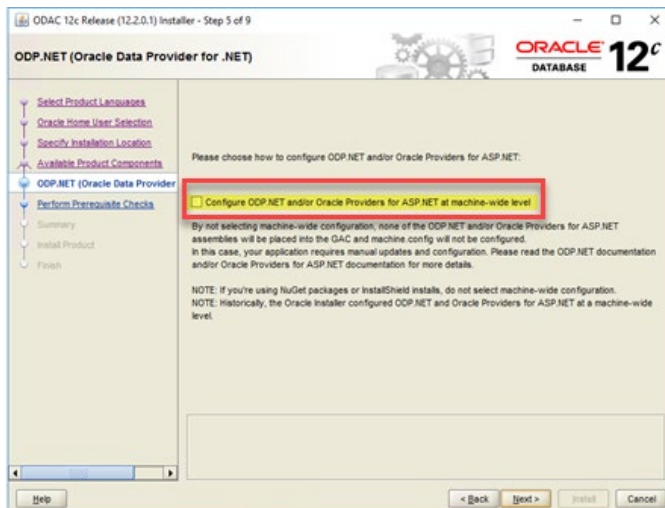 ODAC 12c Release (12.2.0.1) Installer - Step 5 of 9
ODP.NET (Oracle Data Provider for .NET)
ORACLE
DATABASE
12c
Select Product Languages
Oracle Home User Selection
Specify Installation Location
Available Product Components
ODP.NET (Oracle Data Provider
Perform Prerequisite Checks
Summary
Install Product
Finish
Please choose how to configure ODP.NET and/or Oracle Providers for ASP.NET:
Configure ODP.NET and/or Oracle Providers for ASP.NET at machine-wide level
By not selecting machine-wide configuration, none of the ODP.NET and/or Oracle Providers for ASP.NET
assemblies will be placed into the GAC and machine.config will not be configured.
In this case, your application requires manual updates and configuration. Please read the ODP.NET documentation
and/or Oracle Providers for ASP.NET documentation for more details.
NOTE: If you're using NuGet packages or InstallShield installs, do not select machine-wide configuration.
NOTE: Historically, the Oracle Installer configured ODP.NET and Oracle Providers for ASP.NET at a machine-wide
level.
Help
< Back
Next >
Install
Cancel